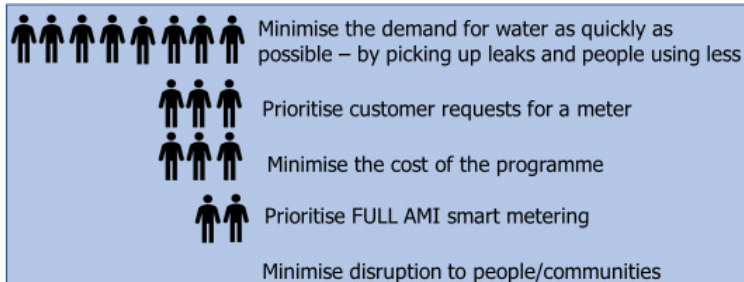 Minimise the demand for water as quickly as
possible – by picking up leaks and people using less
Prioritise customer requests for a meter
Minimise the cost of the programme
Prioritise FULL AMI smart metering
Minimise disruption to people/communities